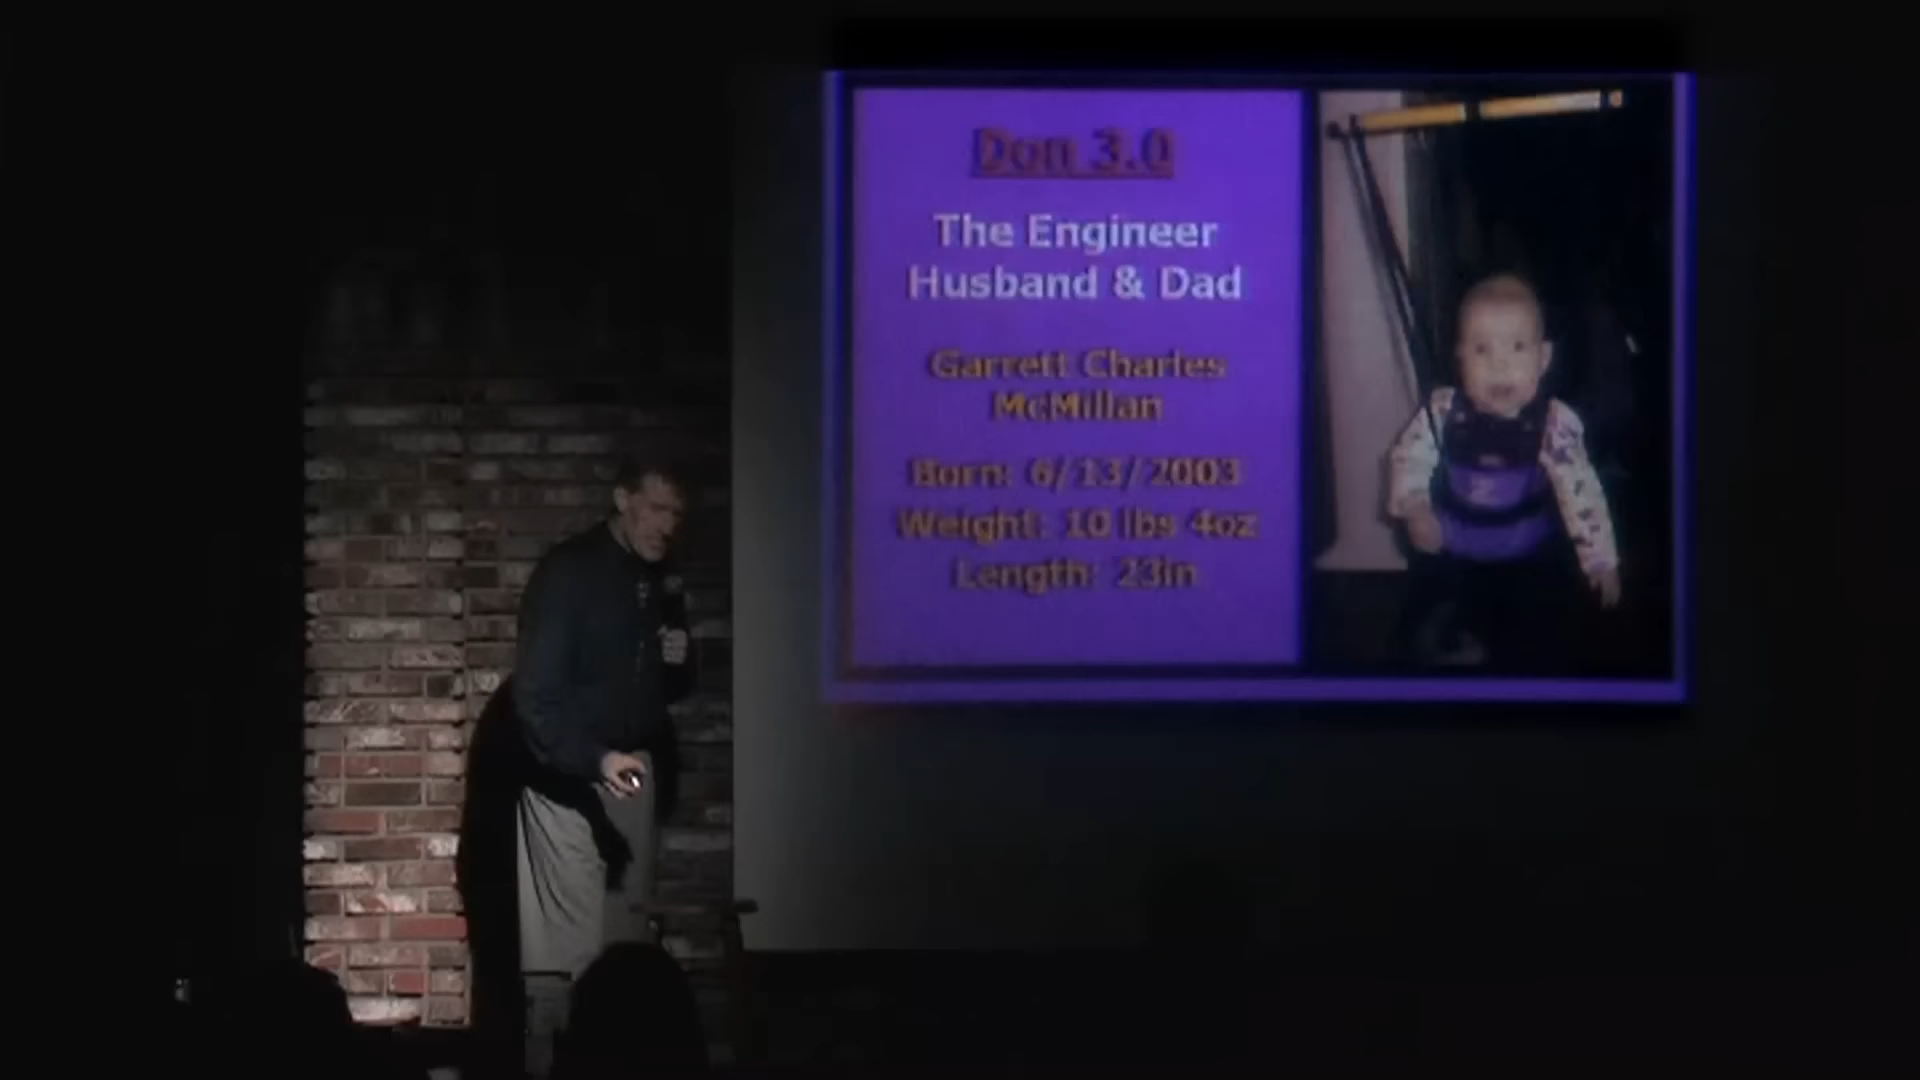 Don 3.0
The Engineer
Husband & Dad
Garrett Charles
McMillan
Born: 6/13/2003
Weight: 10 lbs 4oz
Length: 23in